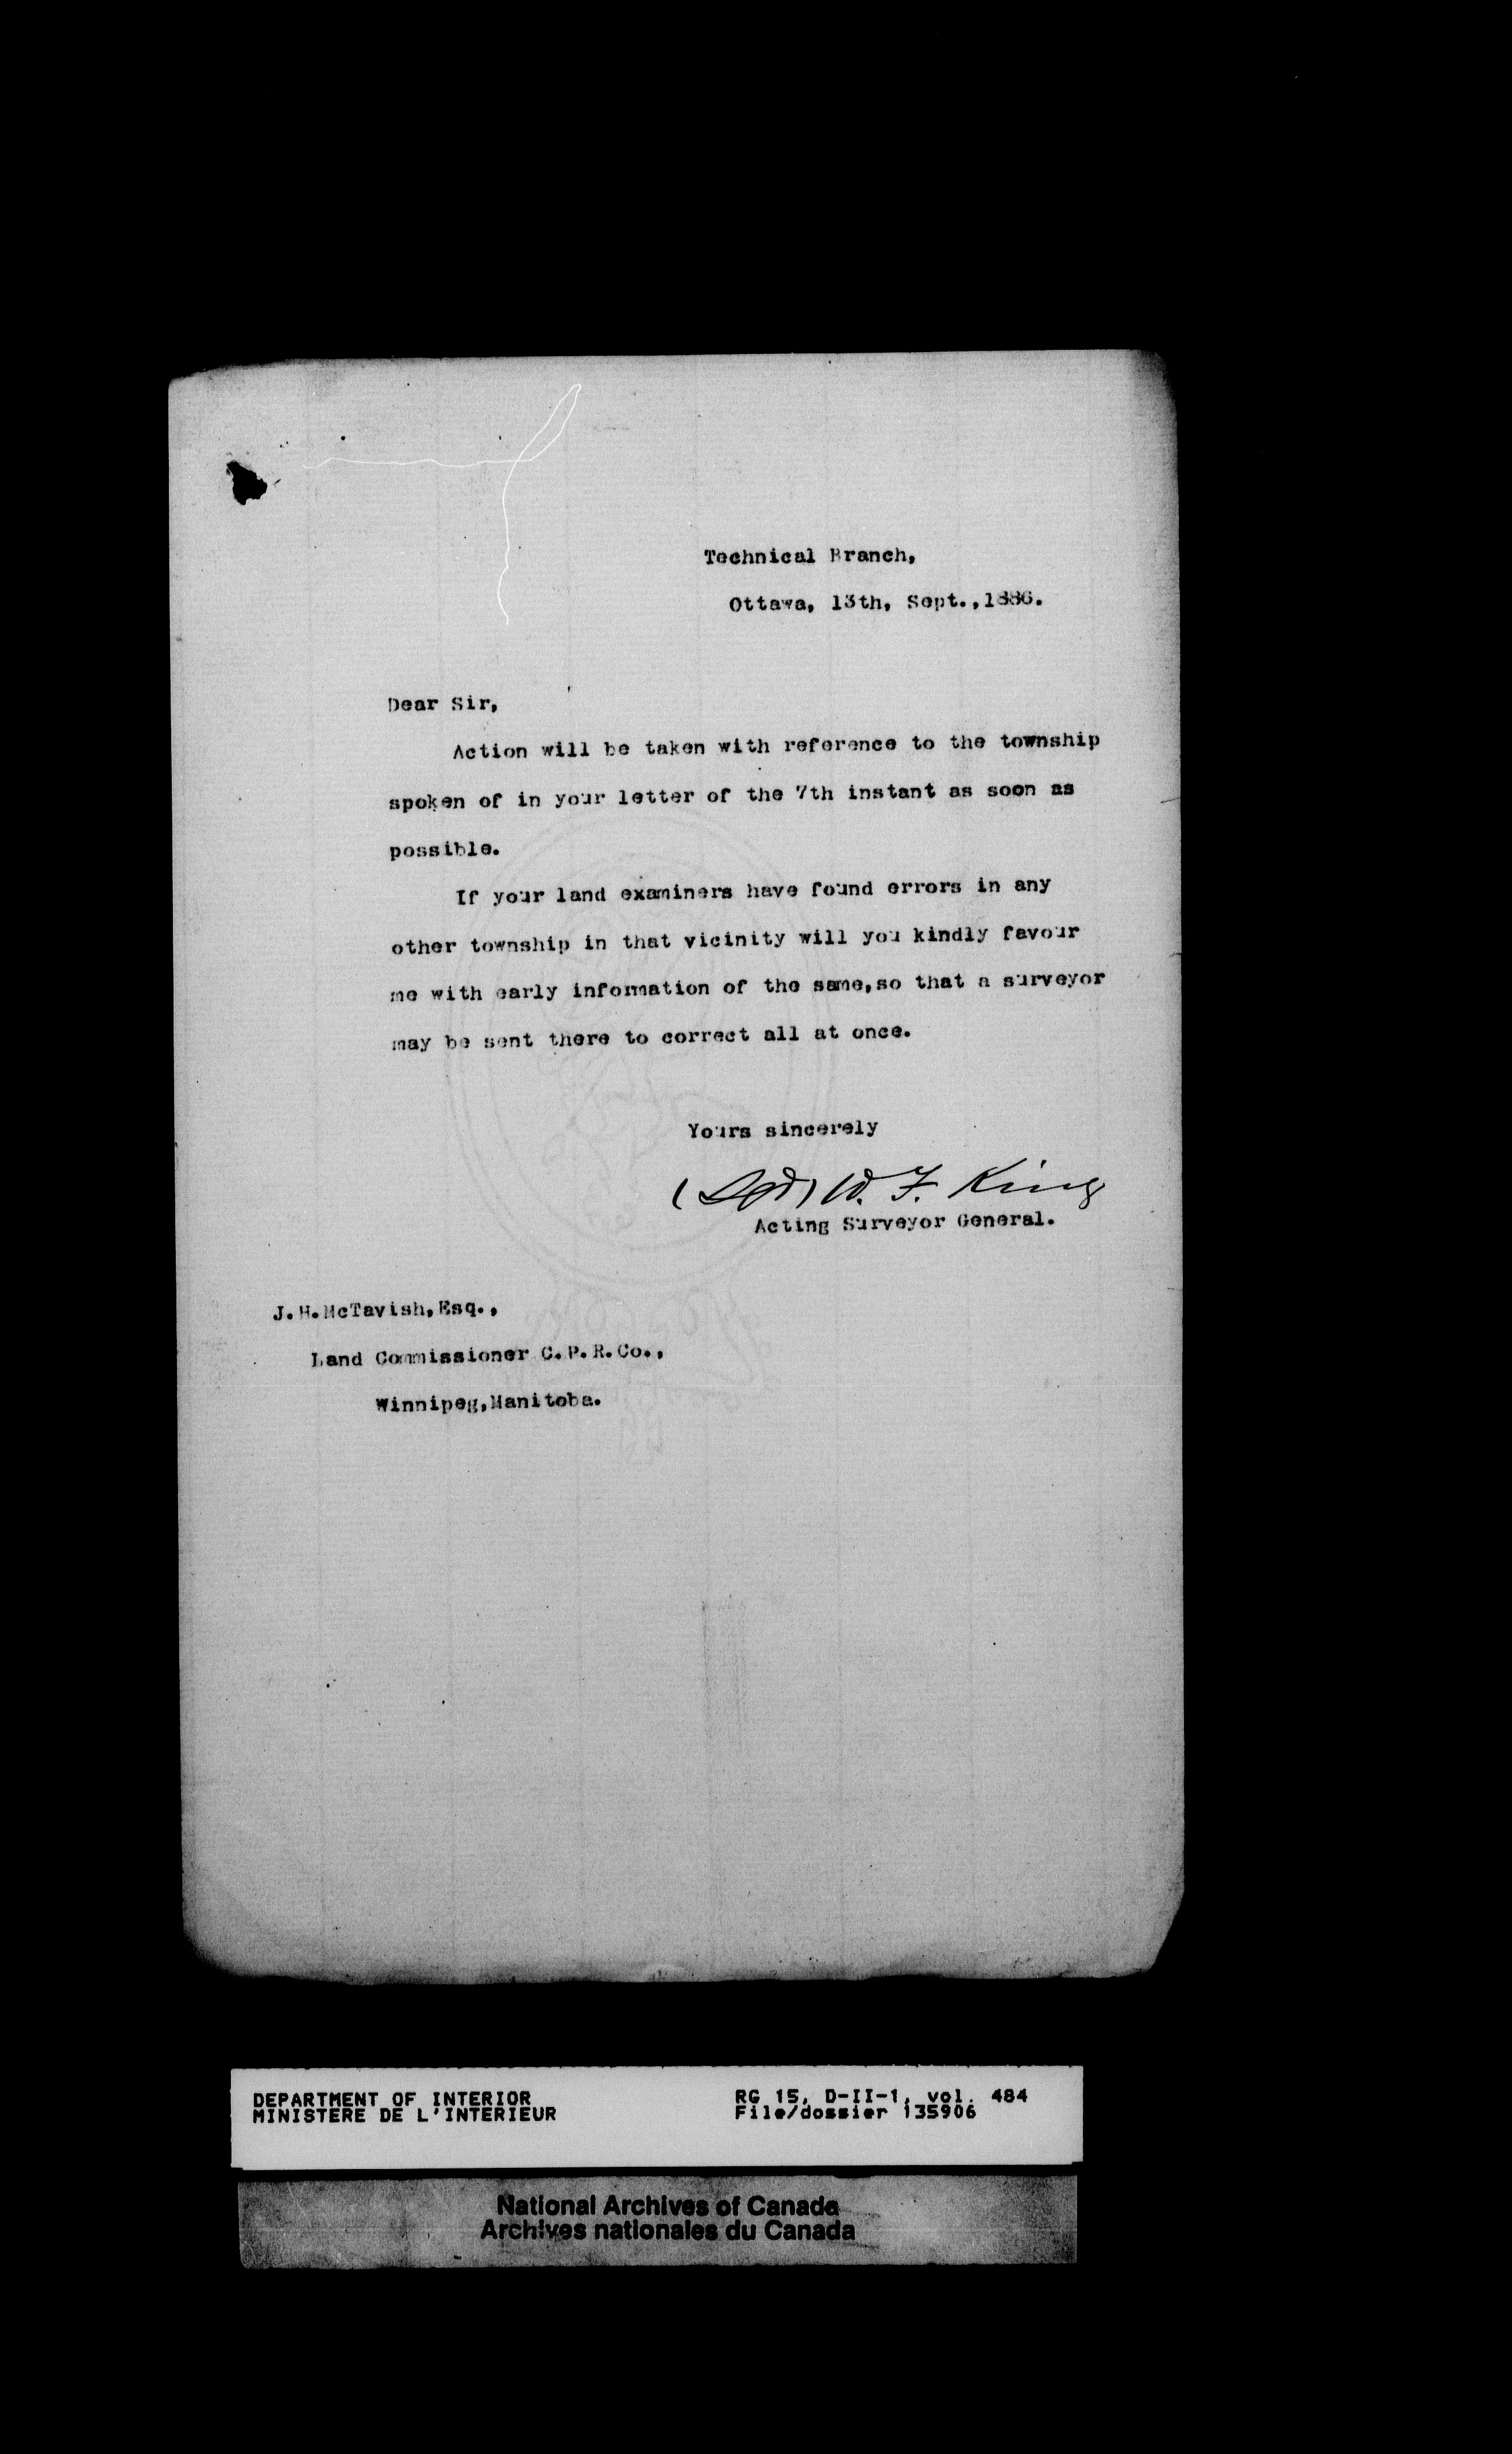 Technical Branch,
Ottawa, 13th, Sept.,1886.
Dear Sir,
Action will be taken with reference to the township
spoken of in your letter of the 7th instant as soon as
possible.
If your land examiners have found errors in any
other township in that vicinity will you kindly favour
me with early information of the same,so that a surveyor
may be sent there to correct all at once.
Yours sincerely
(Sgd) W. F. King
Acting Surveyor General.
J.H.McTavish,Esq.,
Land Commissioner C.P.R.Co.,
Winnipeg,Manitoba.
DEPARTMENT OF INTERIOR
MINISTERE DE L'INTERIEUR
RG 15, D-II-1, vol. 484
File/dossier 135906
National Archives of Canada
Archives nationales du Canada